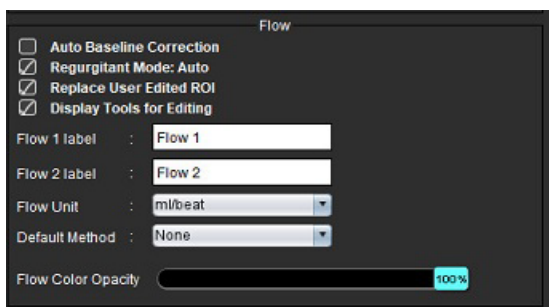 Flow
Auto Baseline Correction
Regurgitant Mode: Auto
Replace User Edited ROI
Display Tools for Editing
Flow 1 label : Flow 1
Flow 2 label : Flow 2
Flow Unit : ml/beat
Default Method : None
Flow Color Opacity 100%